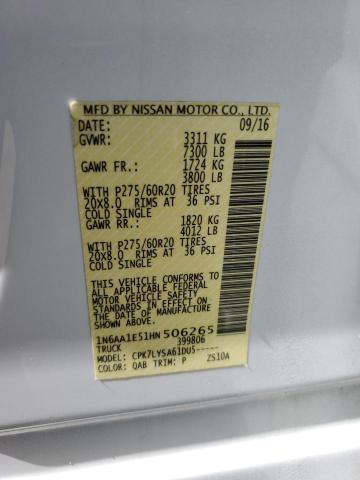 MFD BY NISSAN MOTOR CO., LTD.
DATE: 09/16
GVWR: 3311 KG
7300 LB
GAWR FR.: 1724 KG
3800 LB
WITH P275/60R20 TIRES
20X8.0 RIMS AT 36 PSI
COLD SINGLE
GAWR RR.: 1820 KG
4012 LB
WITH P275/60R20 TIRES
20X8.0 RIMS AT 36 PSI
COLD SINGLE
THIS VEHICLE CONFORMS TO
ALL APPLICABLE FEDERAL
MOTOR VEHICLE SAFETY
STANDARDS IN EFFECT ON THE
DATE OF MANUFACTURE
1N6AA1E51HN506265
TRUCK 399806
MODEL: CPK7LYSA61DU5-----
COLOR: QAB TRIM: P ZS10A